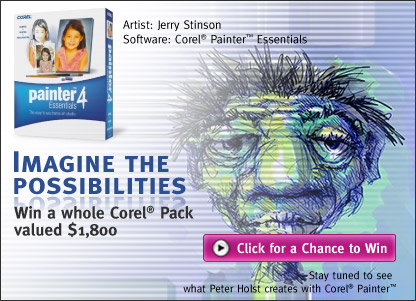 COREL
painter 4
Essentials
Artist: Jerry Stinson
Software: Corel® Painter™ Essentials
IMAGINE THE
POSSIBILITIES
Win a whole Corel® Pack
valued $1,800
Click for a Chance to Win
Stay tuned to see
what Peter Holst creates with Corel® Painter™